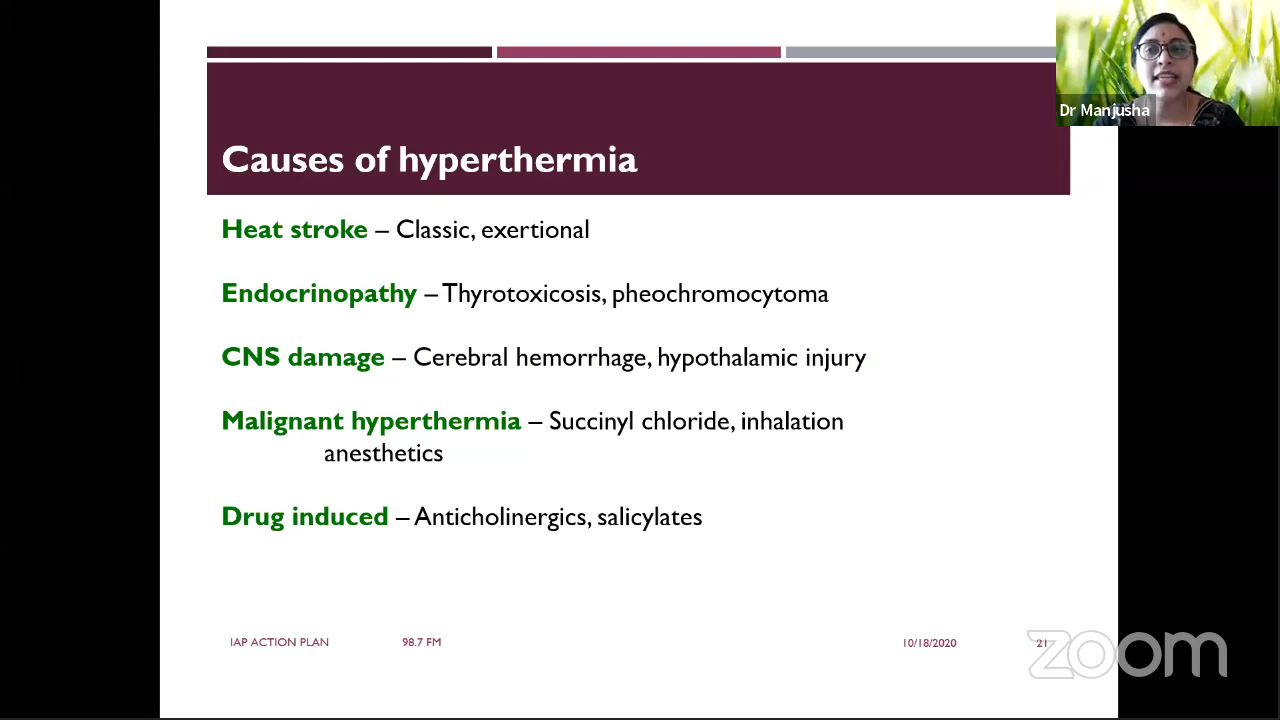 Dr Manjusha
Causes of hyperthermia
Heat stroke – Classic, exertional
Endocrinopathy – Thyrotoxicosis, pheochromocytoma
CNS damage – Cerebral hemorrhage, hypothalamic injury
Malignant hyperthermia – Succinyl chloride, inhalation
anesthetics
Drug induced – Anticholinergics, salicylates
IAP ACTION PLAN 98.7 FM 10/18/2020 21
zoom